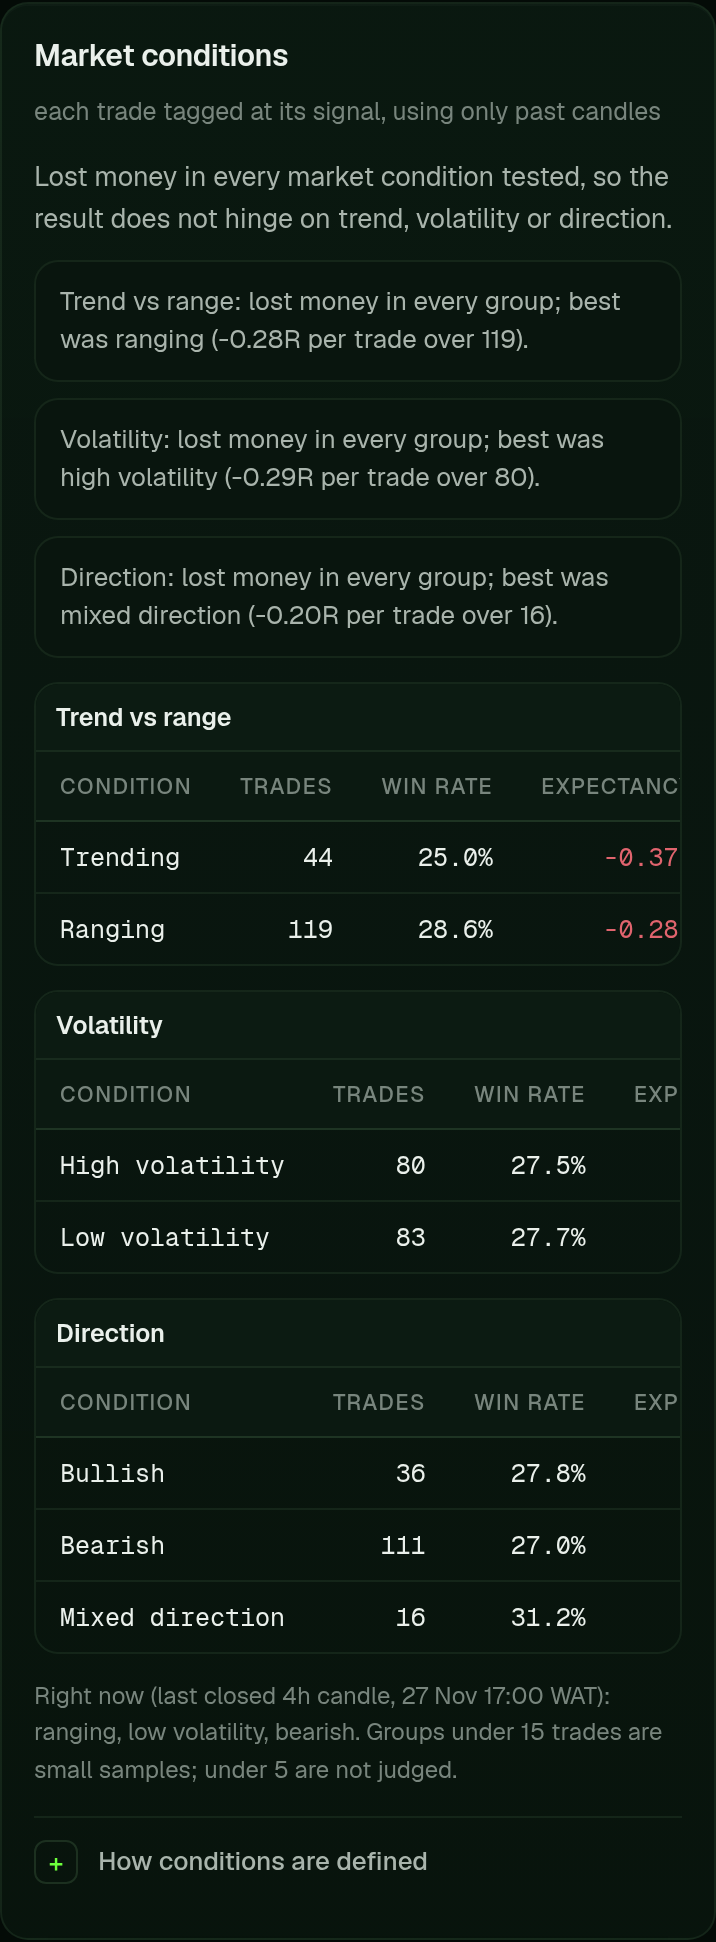 Market conditions
each trade tagged at its signal, using only past candles
Lost money in every market condition tested, so the
result does not hinge on trend, volatility or direction.
Trend vs range: lost money in every group; best
was ranging (-0.28R per trade over 119).
Volatility: lost money in every group; best was
high volatility (-0.29R per trade over 80).
Direction: lost money in every group; best was
mixed direction (-0.20R per trade over 16).
Trend vs range
CONDITION TRADES WIN RATE EXPECTANC
Trending 44 25.0% -0.37
Ranging 119 28.6% -0.28
Volatility
CONDITION TRADES WIN RATE EXP
High volatility 80 27.5%
Low volatility 83 27.7%
Direction
CONDITION TRADES WIN RATE EXP
Bullish 36 27.8%
Bearish 111 27.0%
Mixed direction 16 31.2%
Right now (last closed 4h candle, 27 Nov 17:00 WAT):
ranging, low volatility, bearish. Groups under 15 trades are
small samples; under 5 are not judged.
+ How conditions are defined